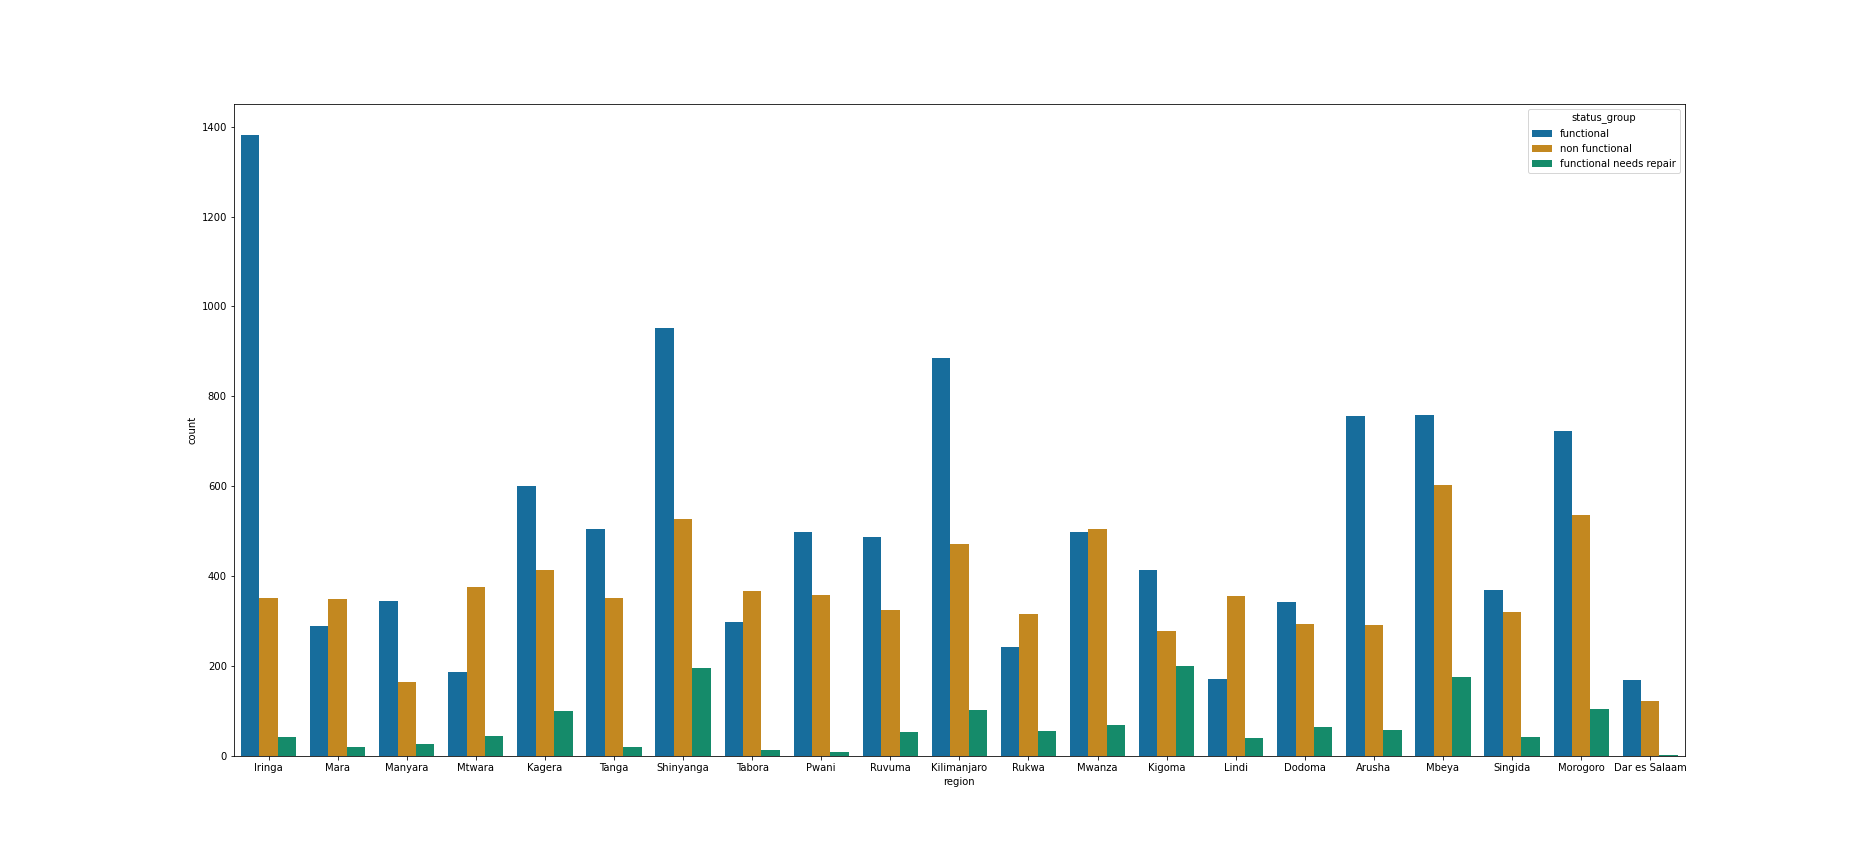 status_group
functional
non functional
functional needs repair
1400
1200
1000
800
600
400
200
0
count
Iringa Mara Manyara Mtwara Kagera Tanga Shinyanga Tabora Pwani Ruvuma Kilimanjaro Rukwa Mwanza Kigoma Lindi Dodoma Arusha Mbeya Singida Morogoro Dar es Salaam
region